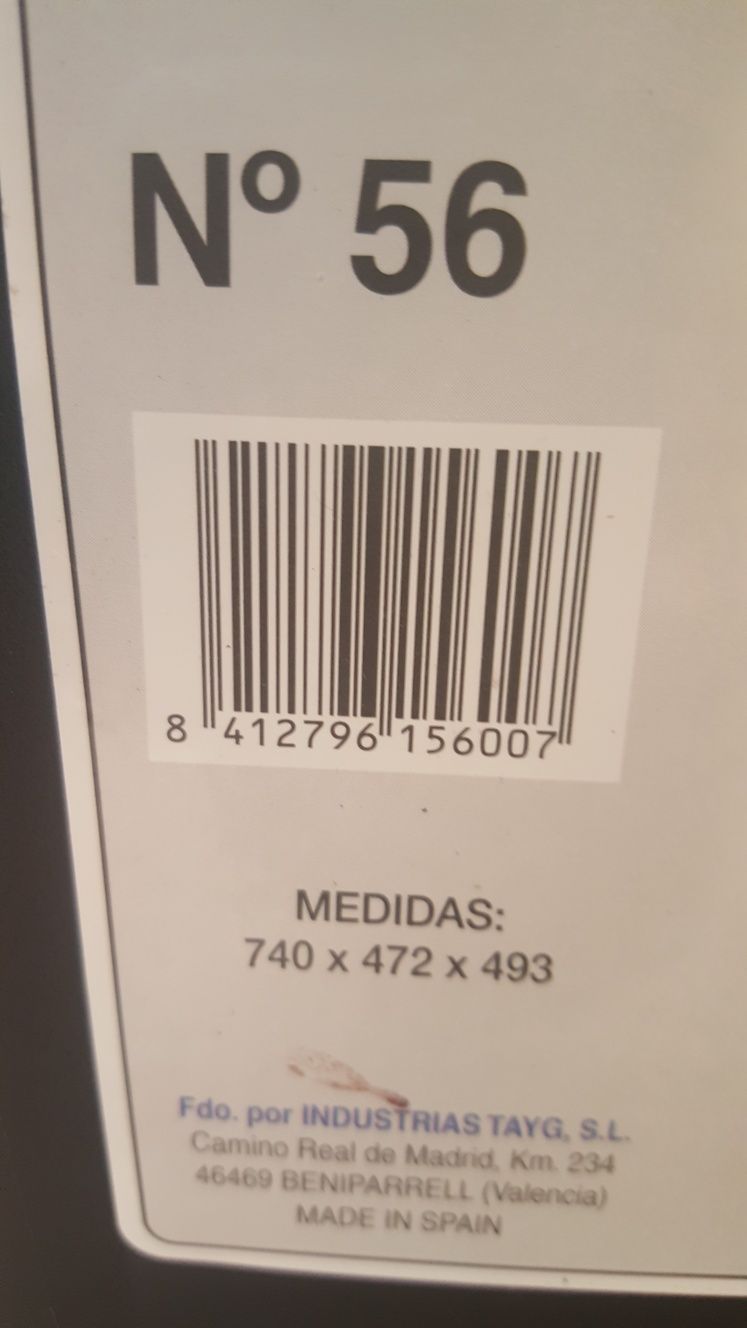 Nº 56
8 412796 156007
MEDIDAS:
740 x 472 x 493
Fdo. por INDUSTRIAS TAYG, S.L.
Camino Real de Madrid, Km. 234
46469 BENIPARRELL (Valencia)
MADE IN SPAIN